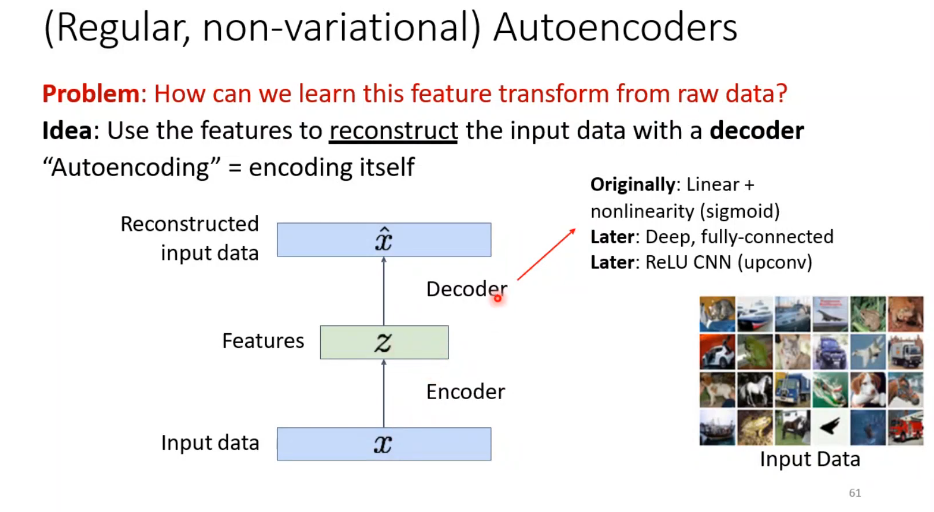 (Regular, non-variational) Autoencoders
Problem: How can we learn this feature transform from raw data?
Idea: Use the features to reconstruct the input data with a decoder
“Autoencoding” = encoding itself
Originally: Linear +
nonlinearity (sigmoid)
Later: Deep, fully-connected
Later: ReLU CNN (upconv)
Reconstructed
input data
x̂
Decoder
Features
z
Encoder
Input data
x
Input Data
61